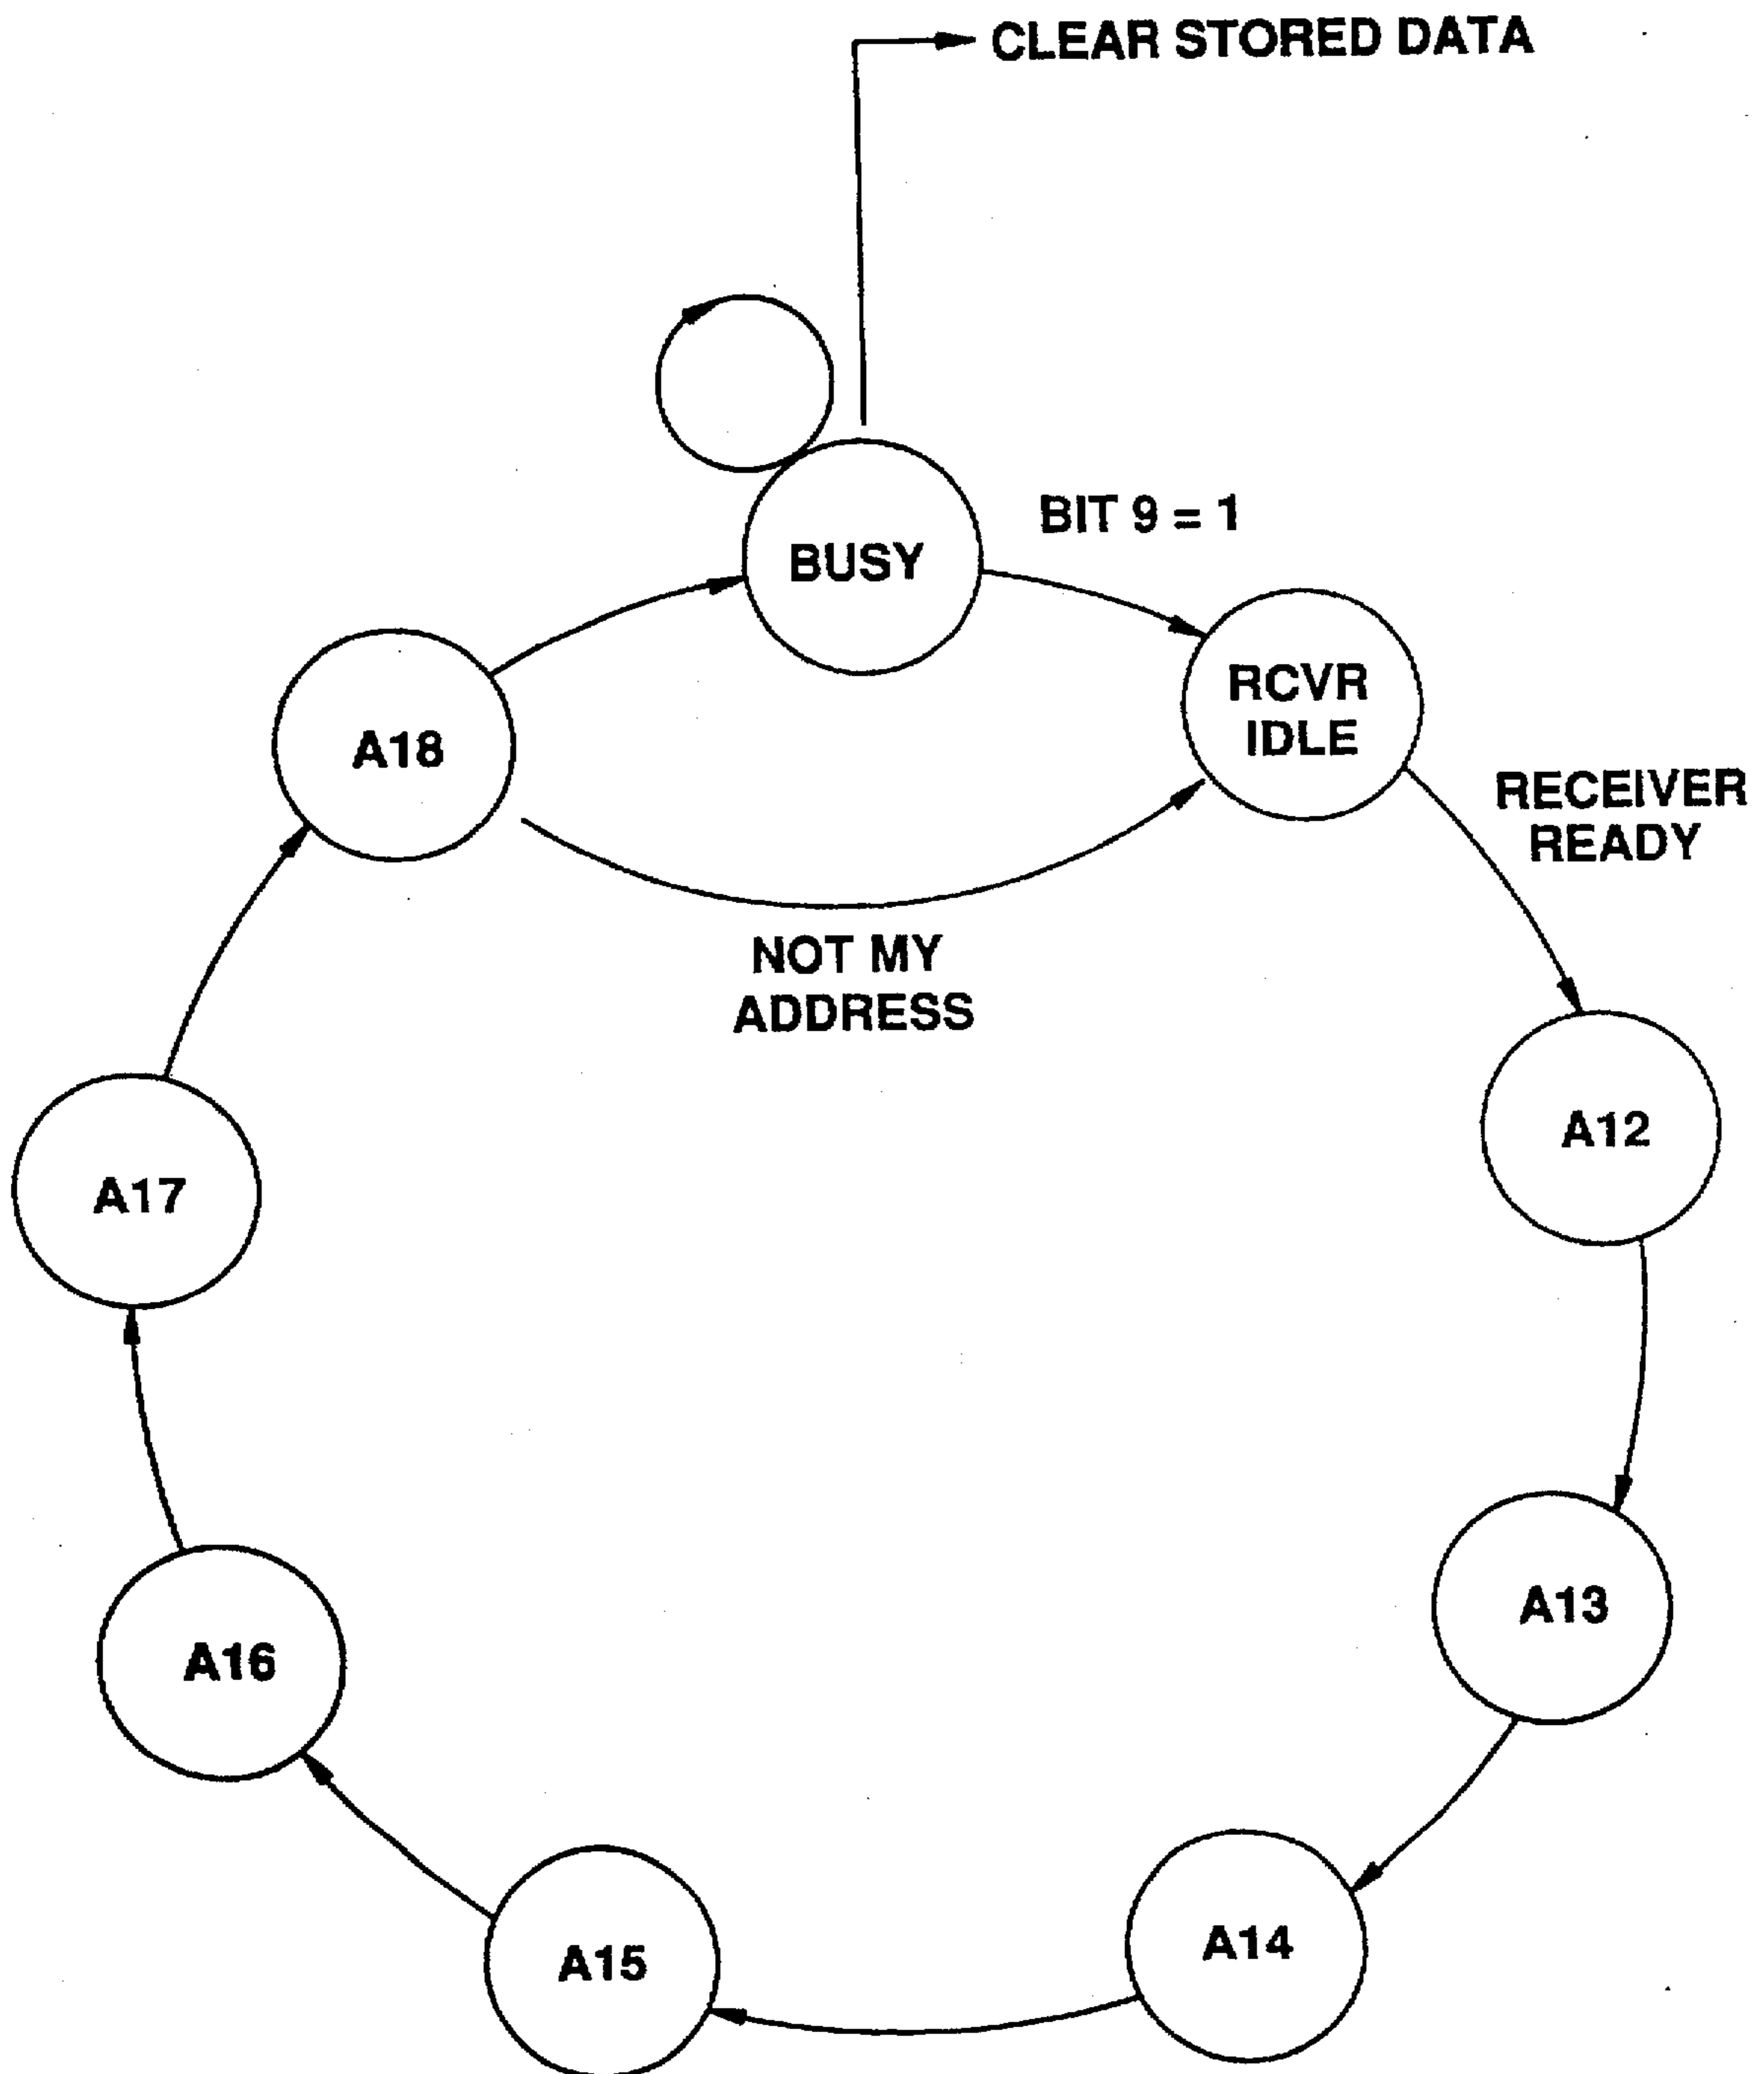 CLEAR STORED DATA
BIT 9 = 1
BUSY
RCVR
IDLE
A18
RECEIVER
READY
NOT MY
ADDRESS
A12
A17
A13
A16
A14
A15